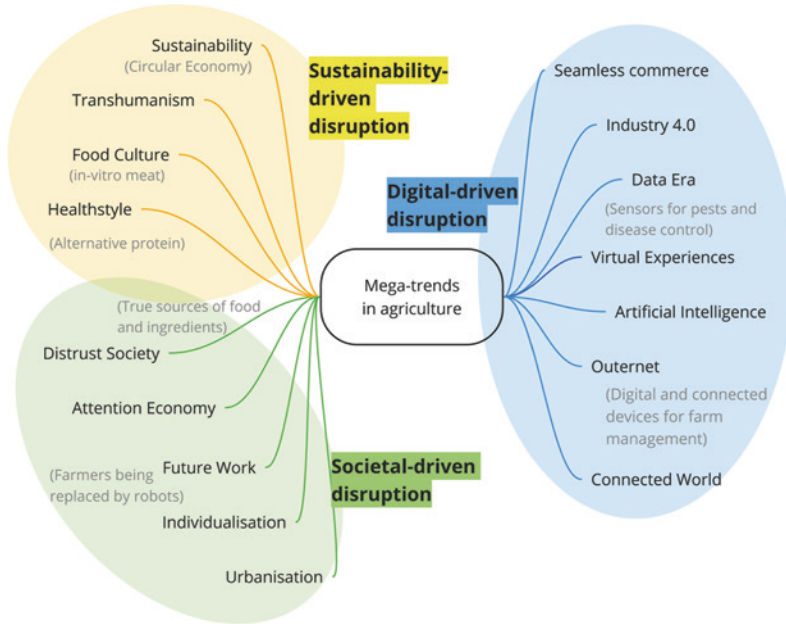 Sustainability
(Circular Economy)
Transhumanism
Food Culture
(in-vitro meat)
Healthstyle
(Alternative protein)
Sustainability-
driven
disruption
(True sources of food
and ingredients)
Distrust Society
Attention Economy
Future Work
(Farmers being
replaced by robots)
Individualisation
Urbanisation
Societal-driven
disruption
Mega-trends
in agriculture
Digital-driven
disruption
Seamless commerce
Industry 4.0
Data Era
(Sensors for pests and
disease control)
Virtual Experiences
Artificial Intelligence
Outernet
(Digital and connected
devices for farm
management)
Connected World